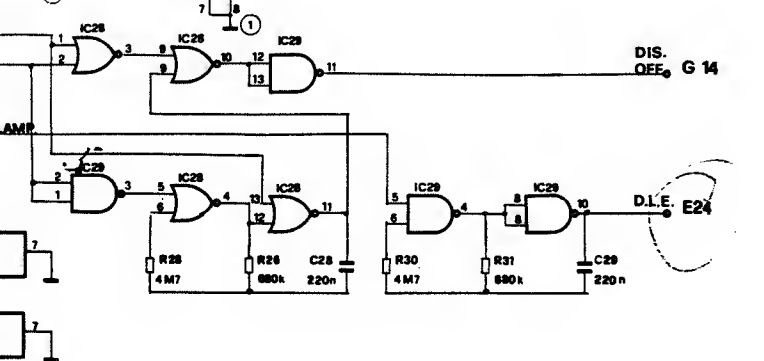 7 8
1
IC28
IC28
IC29
1
2
3
9
9
10
12
13
11
DIS.
OFF
G 14
LAMP
IC29
2
1
3
IC28
5
6
4
IC28
13
12
11
IC29
5
6
4
IC29
8
8
10
D.L.E.
E24
7
R28
4M7
R26
680k
C28
220n
R30
4M7
R31
680k
C29
220n
7